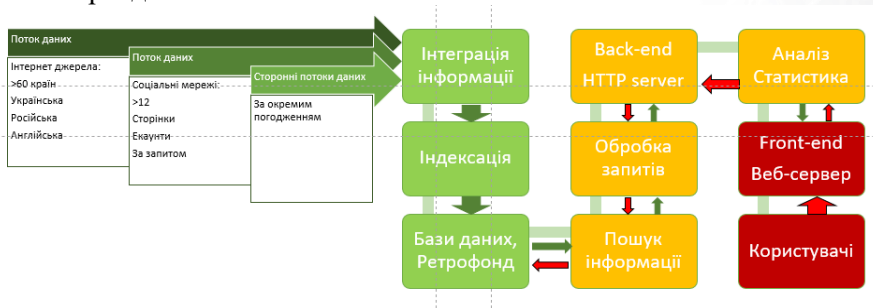 Поток даних
Інтернет джерела:
>60 країн
Українська
Російська
Англійська
Поток даних
Соціальні мережі:
>12
Сторінки
Екаунти
За запитом
Сторонні потоки даних
За окремим
погодженням
Інтеграція
інформації
Індексація
Бази даних,
Ретрофонд
Back-end
HTTP server
Обробка
запитів
Пошук
інформації
Аналіз
Статистика
Front-end
Веб-сервер
Користувачі